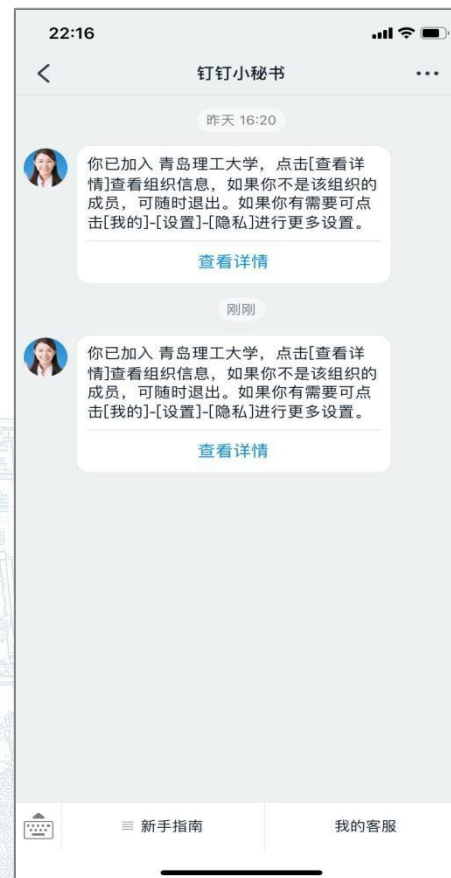 22:16
钉钉小秘书
昨天 16:20
你已加入 青岛理工大学，点击[查看详
情]查看组织信息，如果你不是该组织的
成员，可随时退出。如果你有需要可点
击[我的]-[设置]-[隐私]进行更多设置。
查看详情
刚刚
你已加入 青岛理工大学，点击[查看详
情]查看组织信息，如果你不是该组织的
成员，可随时退出。如果你有需要可点
击[我的]-[设置]-[隐私]进行更多设置。
查看详情
新手指南
我的客服